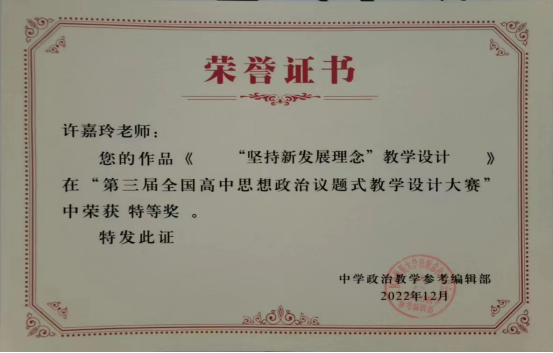 荣誉证书
许嘉玲老师：
您的作品《 “坚持新发展理念”教学设计 》
在“第三届全国高中思想政治议题式教学设计大赛”
中荣获 特等奖 。
特发此证
中学政治教学参考编辑部
2022年12月